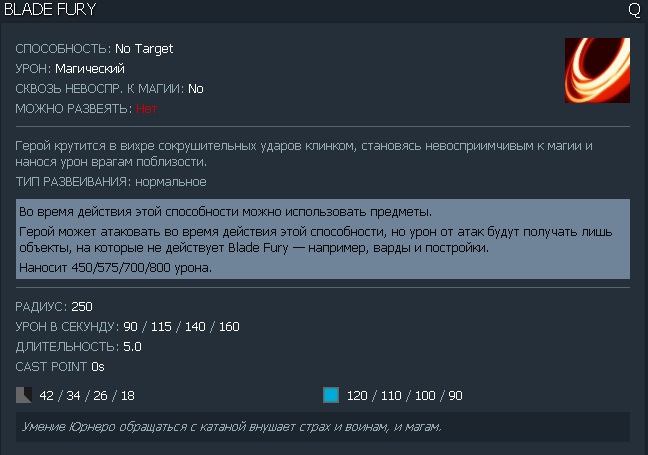 BLADE FURY Q
СПОСОБНОСТЬ: No Target
УРОН: Магический
СКВОЗЬ НЕВОСПР. К МАГИИ: No
МОЖНО РАЗВЕЯТЬ: Нет
Герой крутится в вихре сокрушительных ударов клинком, становясь невосприимчивым к магии и
нанося урон врагам поблизости.
ТИП РАЗВЕИВАНИЯ: нормальное
Во время действия этой способности можно использовать предметы.
Герой может атаковать во время действия этой способности, но урон от атак будут получать лишь
объекты, на которые не действует Blade Fury — например, варды и постройки.
Наносит 450/575/700/800 урона.
РАДИУС: 250
УРОН В СЕКУНДУ: 90 / 115 / 140 / 160
ДЛИТЕЛЬНОСТЬ: 5.0
CAST POINT 0s
42 / 34 / 26 / 18 120 / 110 / 100 / 90
Умение Юрнеро обращаться с катаной внушает страх и воинам, и магам.